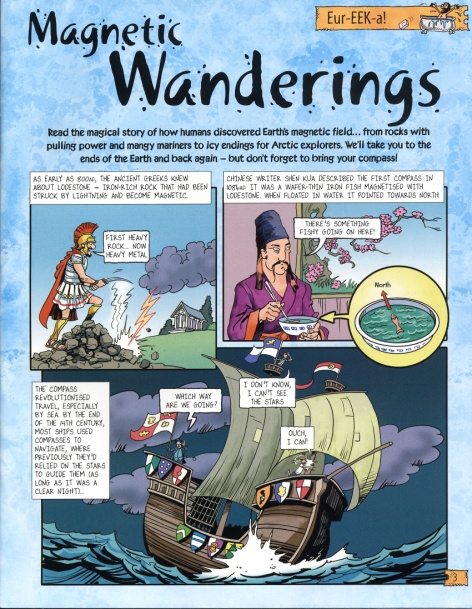 Eur-EEK-a!
Magnetic
Wanderings
Read the magical story of how humans discovered Earth's magnetic field... from rocks with
pulling power and mangy mariners to icy endings for Arctic explorers. We'll take you to the
ends of the Earth and back again – but don't forget to bring your compass!
AS EARLY AS 800BC, THE ANCIENT GREEKS KNEW
ABOUT LODESTONE – IRON-RICH ROCK THAT HAD BEEN
STRUCK BY LIGHTNING AND BECOME MAGNETIC.
FIRST HEAVY
ROCK... NOW
HEAVY METAL
CHINESE WRITER SHEN KUA DESCRIBED THE FIRST COMPASS IN
1088AD. IT WAS A WAFER-THIN IRON FISH MAGNETISED WITH
LODESTONE. WHEN FLOATED IN WATER IT POINTED TOWARDS NORTH.
THERE'S SOMETHING
FISHY GOING ON HERE!
North
THE COMPASS
REVOLUTIONISED
TRAVEL, ESPECIALLY
BY SEA. BY THE END
OF THE 14TH CENTURY,
MOST SHIPS USED
COMPASSES TO
NAVIGATE, WHERE
PREVIOUSLY THEY'D
RELIED ON THE STARS
TO GUIDE THEM (AS
LONG AS IT WAS A
CLEAR NIGHT)...
WHICH WAY
ARE WE GOING?
I DON'T KNOW,
I CAN'T SEE
THE STARS
OUCH,
I CAN!
3